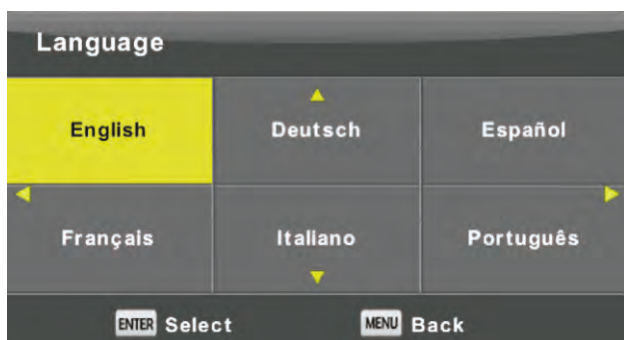 Language
English Deutsch Español
Français Italiano Português
ENTER Select MENU Back